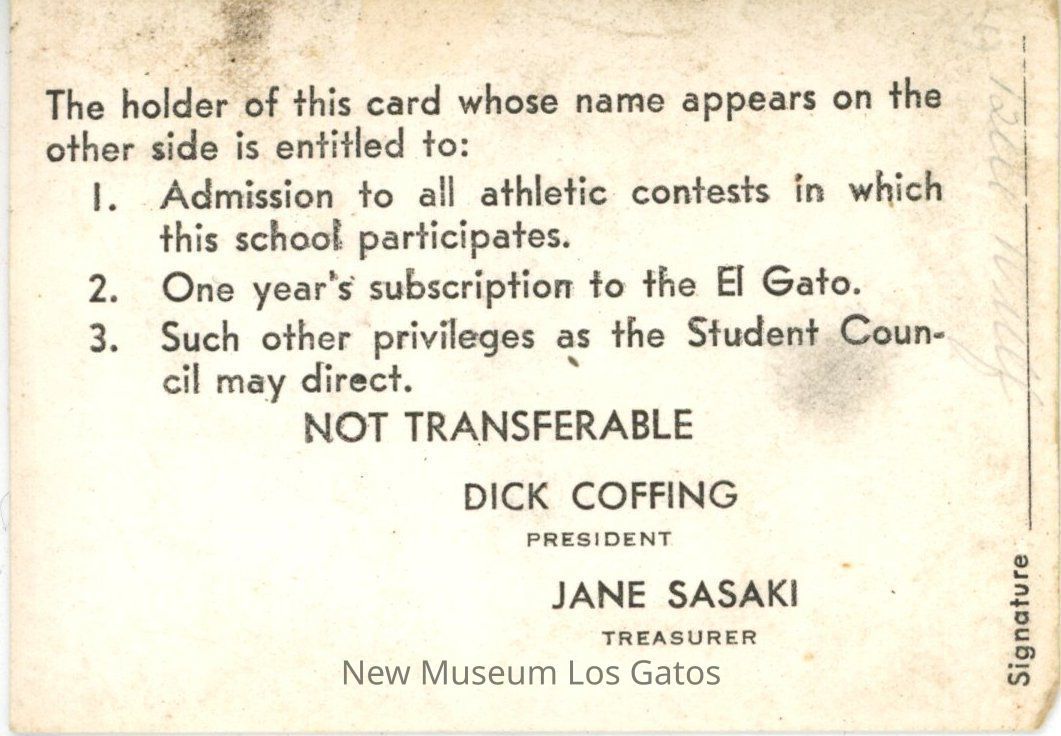 The holder of this card whose name appears on the
other side is entitled to:
1. Admission to all athletic contests in which
this school participates.
2. One year's subscription to the El Gato.
3. Such other privileges as the Student Coun-
cil may direct.
NOT TRANSFERABLE
DICK COFFING
PRESIDENT
JANE SASAKI
TREASURER
New Museum Los Gatos
Signature